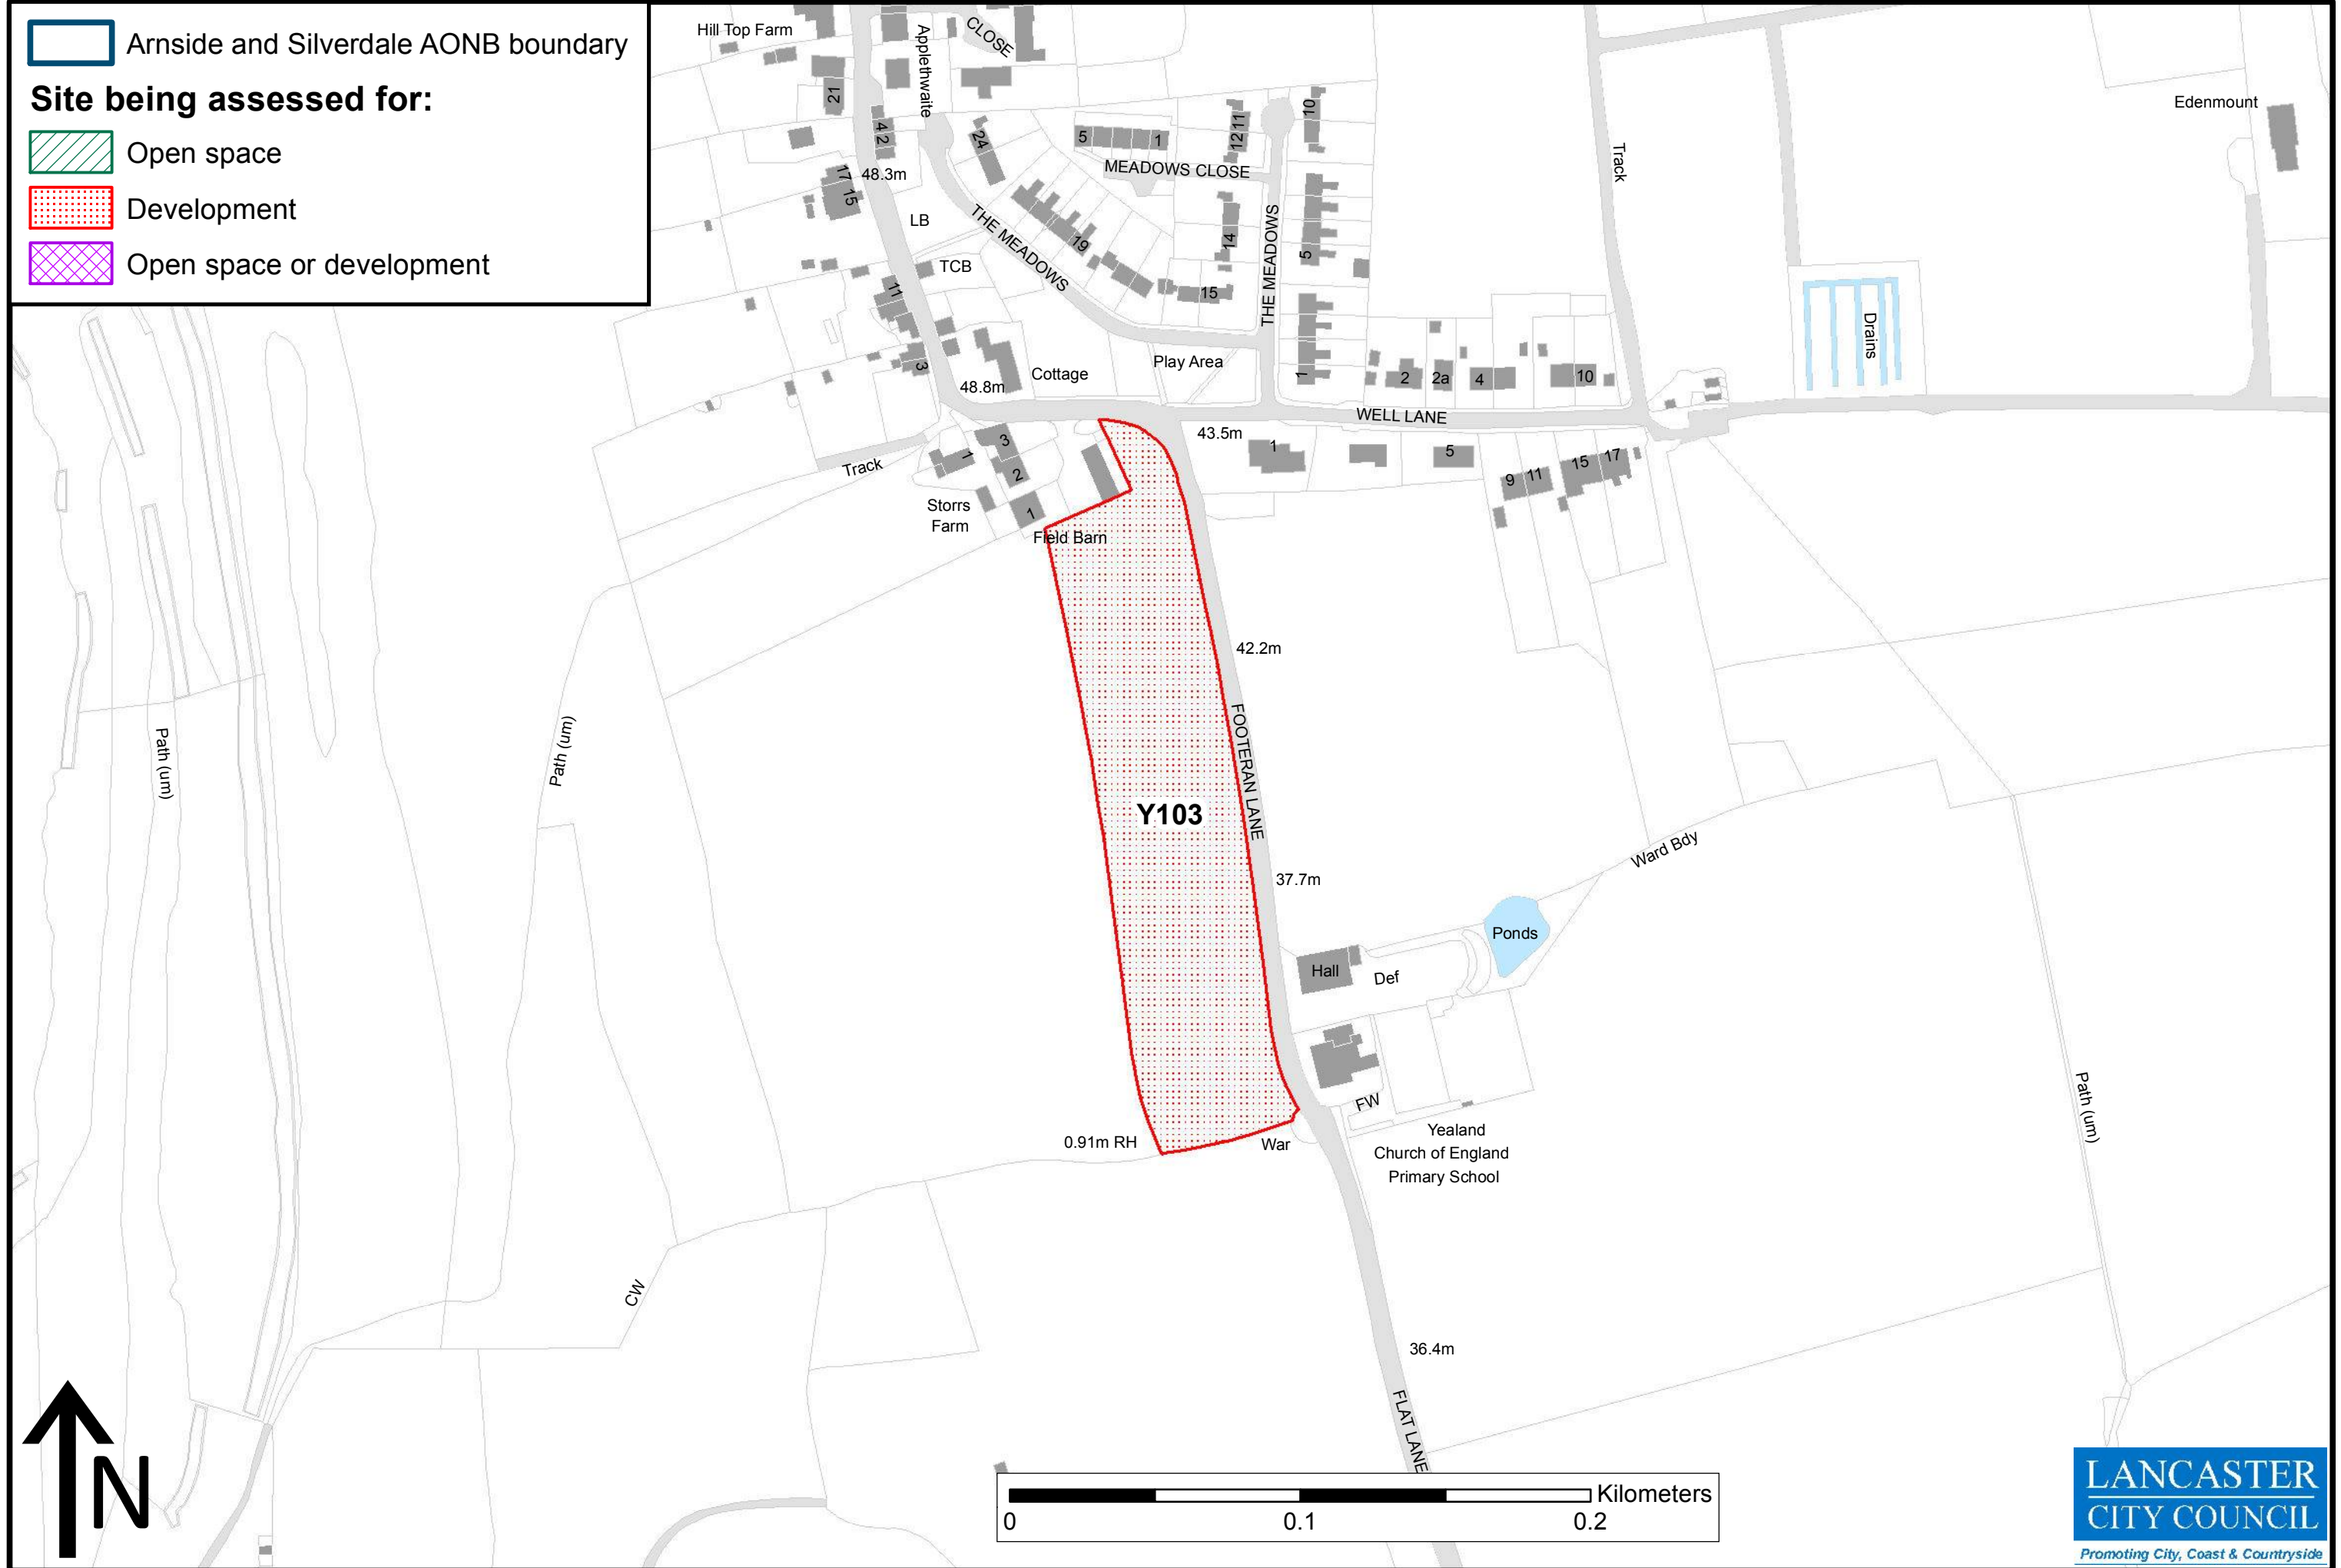 Arnside and Silverdale AONB boundary
Site being assessed for:
Open space
Development
Open space or development
Hill Top Farm
Applethwaite
CLOSE
21
4
2
24
5
1
12
11
10
MEADOWS CLOSE
Track
Edenmount
17
15
48.3m
LB
THE MEADOWS
19
14
THE MEADOWS
5
TCB
11
15
Drains
3
48.8m
Cottage
Play Area
1
2
2a
4
10
WELL LANE
43.5m
1
5
9
11
15
17
Track
3
1
2
Storrs
Farm
1
Field Barn
42.2m
FOOTERAN LANE
Path (um)
Path (um)
Y103
37.7m
Ward Bdy
Ponds
Hall
Def
FW
0.91m RH
War
Yealand
Church of England
Primary School
Path (um)
CW
36.4m
FLAT LANE
N
Kilometers
0
0.1
0.2
LANCASTER
CITY COUNCIL
Promoting City, Coast & Countryside